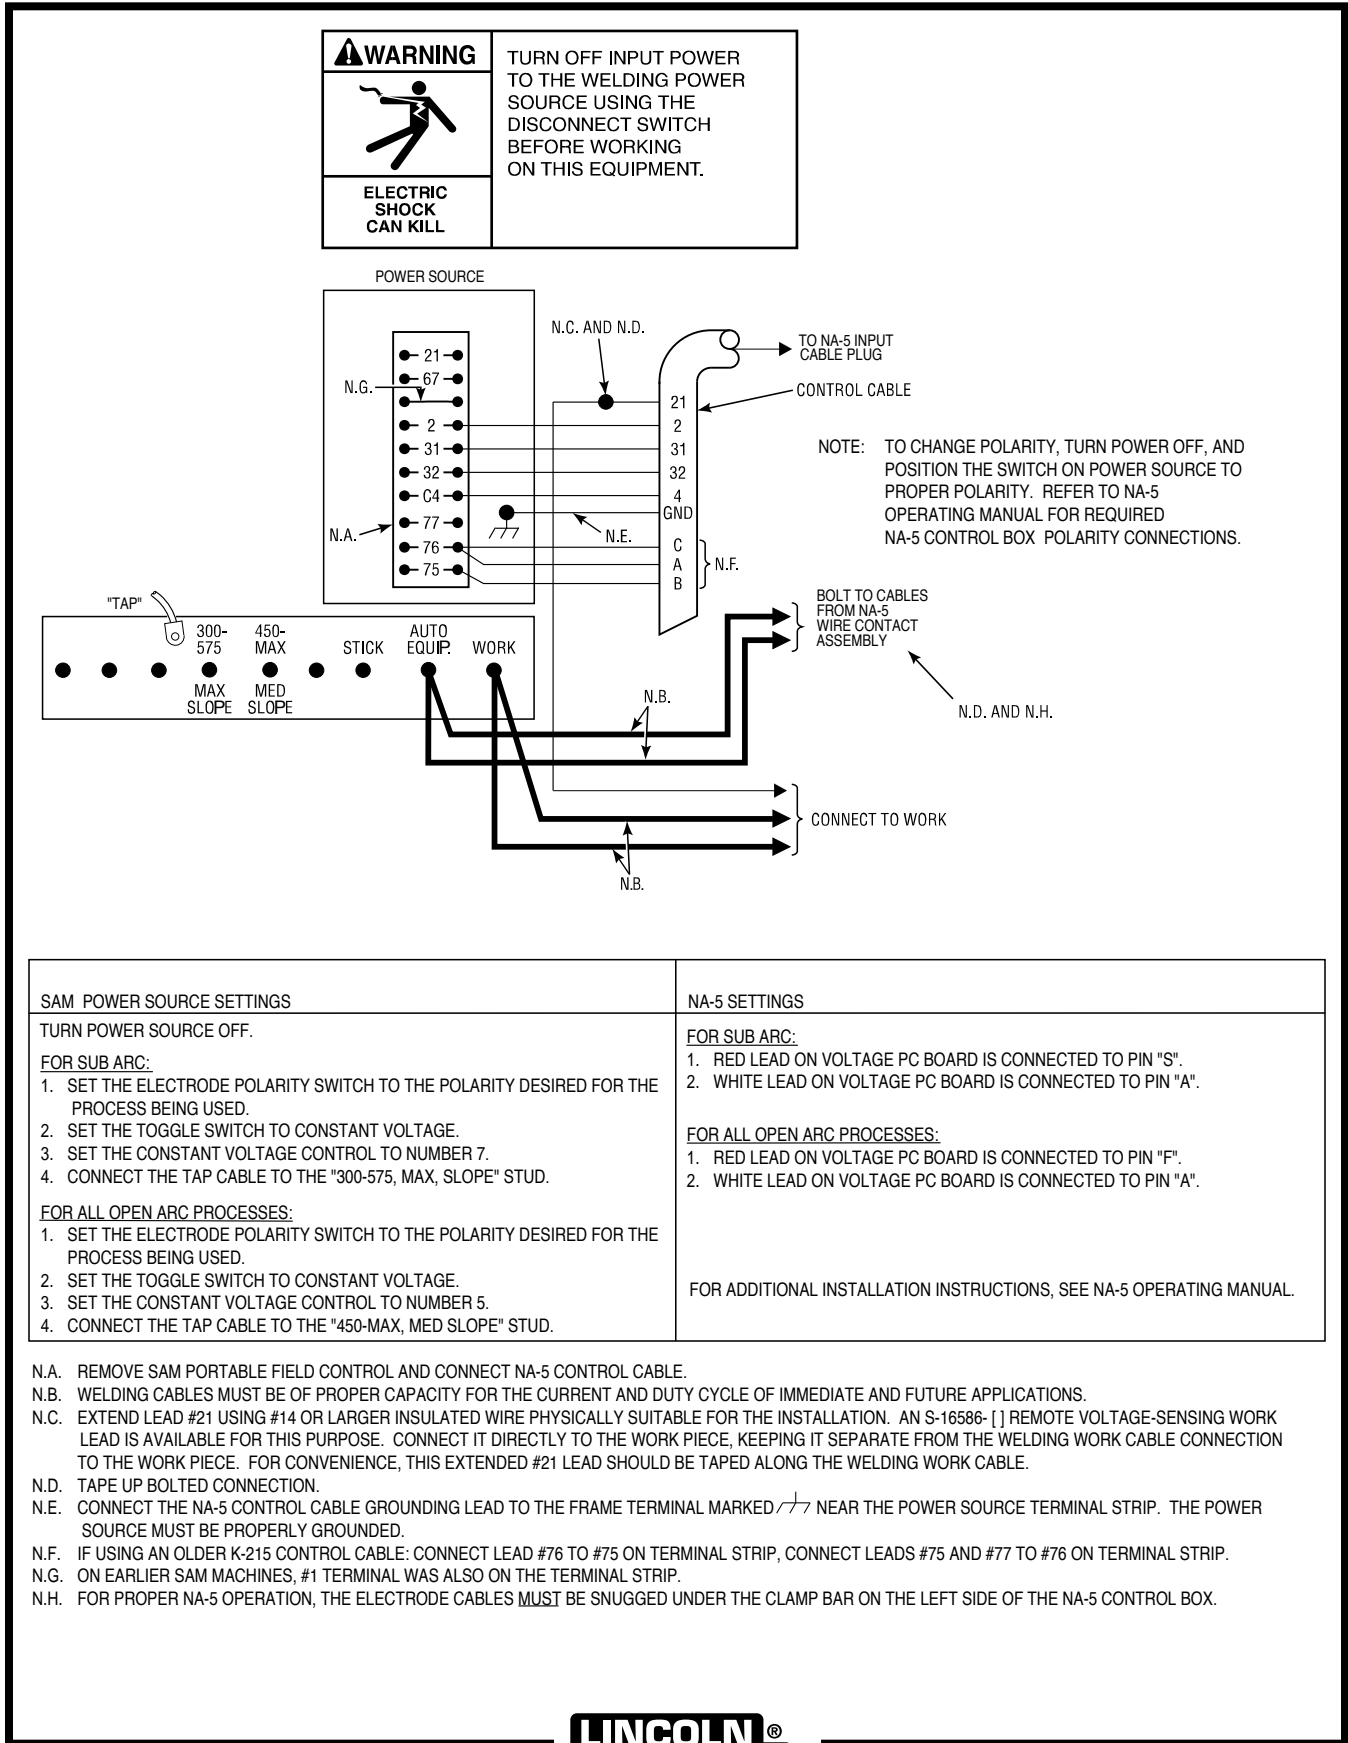 WARNING
ELECTRIC
SHOCK
CAN KILL
TURN OFF INPUT POWER
TO THE WELDING POWER
SOURCE USING THE
DISCONNECT SWITCH
BEFORE WORKING
ON THIS EQUIPMENT.
POWER SOURCE
21
67
N.G.
2
31
32
C4
77
N.A.
76
75
N.C. AND N.D.
TO NA-5 INPUT
CABLE PLUG
CONTROL CABLE
21
2
31
32
4
GND
N.E.
C
A
B
N.F.
NOTE: TO CHANGE POLARITY, TURN POWER OFF, AND
POSITION THE SWITCH ON POWER SOURCE TO
PROPER POLARITY. REFER TO NA-5
OPERATING MANUAL FOR REQUIRED
NA-5 CONTROL BOX POLARITY CONNECTIONS.
"TAP"
300-
575
MAX
SLOPE
450-
MAX
MED
SLOPE
STICK
AUTO
EQUIP.
WORK
BOLT TO CABLES
FROM NA-5
WIRE CONTACT
ASSEMBLY
N.D. AND N.H.
N.B.
CONNECT TO WORK
N.B.
SAM POWER SOURCE SETTINGS
TURN POWER SOURCE OFF.
FOR SUB ARC:
1. SET THE ELECTRODE POLARITY SWITCH TO THE POLARITY DESIRED FOR THE
PROCESS BEING USED.
2. SET THE TOGGLE SWITCH TO CONSTANT VOLTAGE.
3. SET THE CONSTANT VOLTAGE CONTROL TO NUMBER 7.
4. CONNECT THE TAP CABLE TO THE "300-575, MAX, SLOPE" STUD.
FOR ALL OPEN ARC PROCESSES:
1. SET THE ELECTRODE POLARITY SWITCH TO THE POLARITY DESIRED FOR THE
PROCESS BEING USED.
2. SET THE TOGGLE SWITCH TO CONSTANT VOLTAGE.
3. SET THE CONSTANT VOLTAGE CONTROL TO NUMBER 5.
4. CONNECT THE TAP CABLE TO THE "450-MAX, MED SLOPE" STUD.
NA-5 SETTINGS
FOR SUB ARC:
1. RED LEAD ON VOLTAGE PC BOARD IS CONNECTED TO PIN "S".
2. WHITE LEAD ON VOLTAGE PC BOARD IS CONNECTED TO PIN "A".
FOR ALL OPEN ARC PROCESSES:
1. RED LEAD ON VOLTAGE PC BOARD IS CONNECTED TO PIN "F".
2. WHITE LEAD ON VOLTAGE PC BOARD IS CONNECTED TO PIN "A".
FOR ADDITIONAL INSTALLATION INSTRUCTIONS, SEE NA-5 OPERATING MANUAL.
N.A. REMOVE SAM PORTABLE FIELD CONTROL AND CONNECT NA-5 CONTROL CABLE.
N.B. WELDING CABLES MUST BE OF PROPER CAPACITY FOR THE CURRENT AND DUTY CYCLE OF IMMEDIATE AND FUTURE APPLICATIONS.
N.C. EXTEND LEAD #21 USING #14 OR LARGER INSULATED WIRE PHYSICALLY SUITABLE FOR THE INSTALLATION. AN S-16586- [ ] REMOTE VOLTAGE-SENSING WORK
LEAD IS AVAILABLE FOR THIS PURPOSE. CONNECT IT DIRECTLY TO THE WORK PIECE, KEEPING IT SEPARATE FROM THE WELDING WORK CABLE CONNECTION
TO THE WORK PIECE. FOR CONVENIENCE, THIS EXTENDED #21 LEAD SHOULD BE TAPED ALONG THE WELDING WORK CABLE.
N.D. TAPE UP BOLTED CONNECTION.
N.E. CONNECT THE NA-5 CONTROL CABLE GROUNDING LEAD TO THE FRAME TERMINAL MARKED NEAR THE POWER SOURCE TERMINAL STRIP. THE POWER
SOURCE MUST BE PROPERLY GROUNDED.
N.F. IF USING AN OLDER K-215 CONTROL CABLE: CONNECT LEAD #76 TO #75 ON TERMINAL STRIP, CONNECT LEADS #75 AND #77 TO #76 ON TERMINAL STRIP.
N.G. ON EARLIER SAM MACHINES, #1 TERMINAL WAS ALSO ON THE TERMINAL STRIP.
N.H. FOR PROPER NA-5 OPERATION, THE ELECTRODE CABLES MUST BE SNUGGED UNDER THE CLAMP BAR ON THE LEFT SIDE OF THE NA-5 CONTROL BOX.
LINCOLN ®